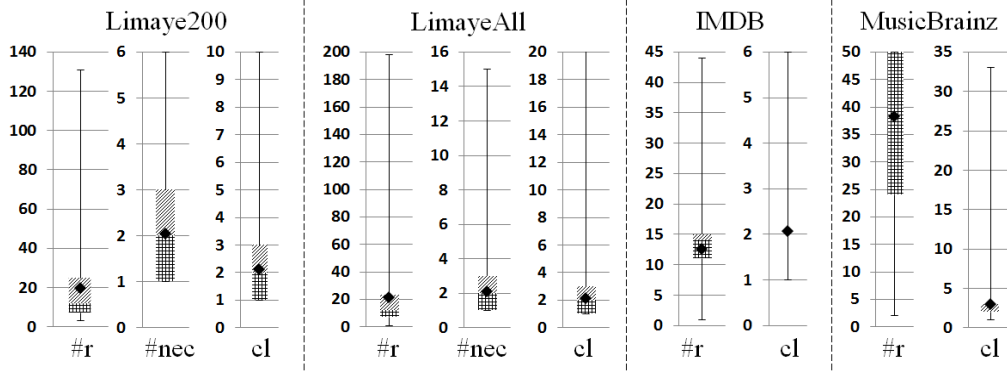 Limaye200 LimayeAll IMDB MusicBrainz
140 6 10 200 16 20 45 6 50 35
120 5 9 180 14 18 40 5 45 30
100 4 8 160 12 16 35 4 40 25
80 3 7 140 10 14 30 3 35 20
60 2 6 120 8 12 25 2 30 15
40 1 5 100 6 10 20 1 25 10
20 0 4 80 4 8 15 0 20 5
0 3 60 2 6 10 15 0
2 40 0 4 5 10
1 20 2 0 5
0 0 0 0
#r #nec cl #r #nec cl #r cl #r cl